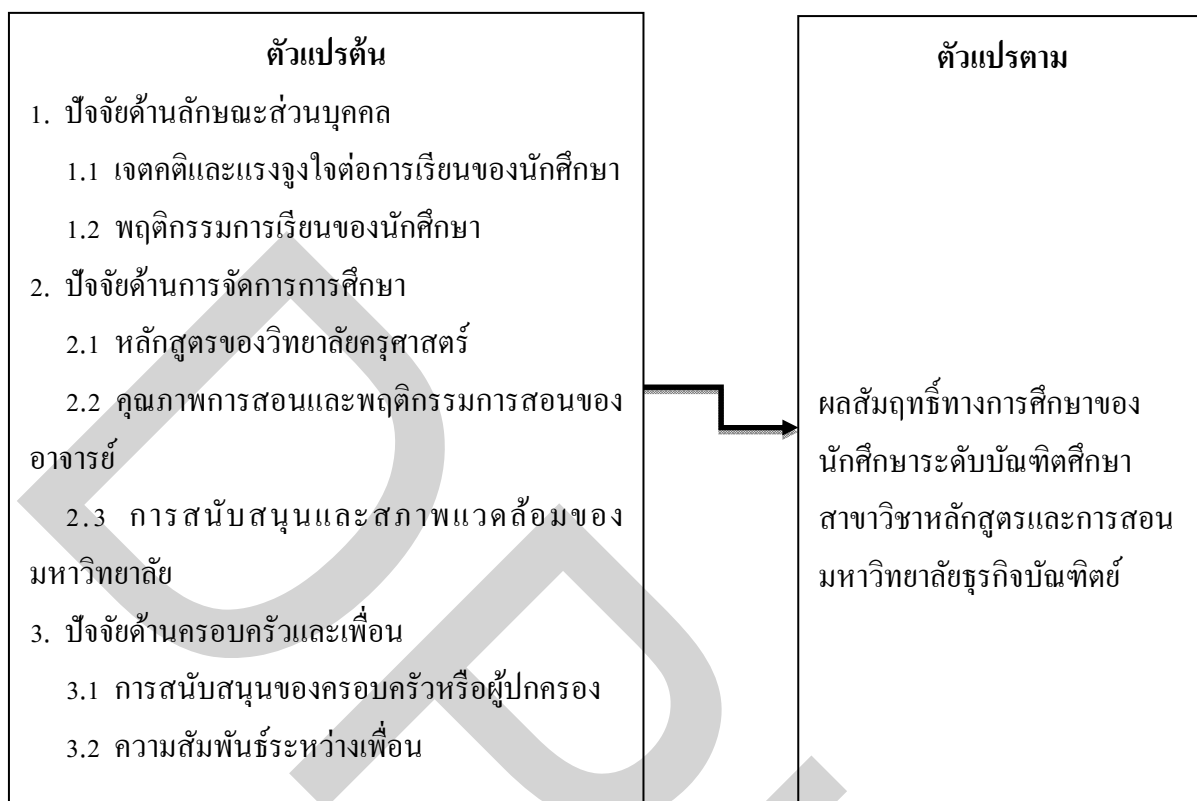 ตัวแปรต้น
1. ปัจจัยด้านลักษณะส่วนบุคคล
1.1 เจตคติและแรงจูงใจต่อการเรียนของนักศึกษา
1.2 พฤติกรรมการเรียนของนักศึกษา
2. ปัจจัยด้านการจัดการการศึกษา
2.1 หลักสูตรของวิทยาลัยครุศาสตร์
2.2 คุณภาพการสอนและพฤติกรรมการสอนของ
อาจารย์
2.3 การสนับสนุนและสภาพแวดล้อมของ
มหาวิทยาลัย
3. ปัจจัยด้านครอบครัวและเพื่อน
3.1 การสนับสนุนของครอบครัวหรือผู้ปกครอง
3.2 ความสัมพันธ์ระหว่างเพื่อน
ตัวแปรตาม
ผลสัมฤทธิ์ทางการศึกษาของ
นักศึกษาระดับบัณฑิตศึกษา
สาขาวิชาหลักสูตรและการสอน
มหาวิทยาลัยธุรกิจบัณฑิตย์